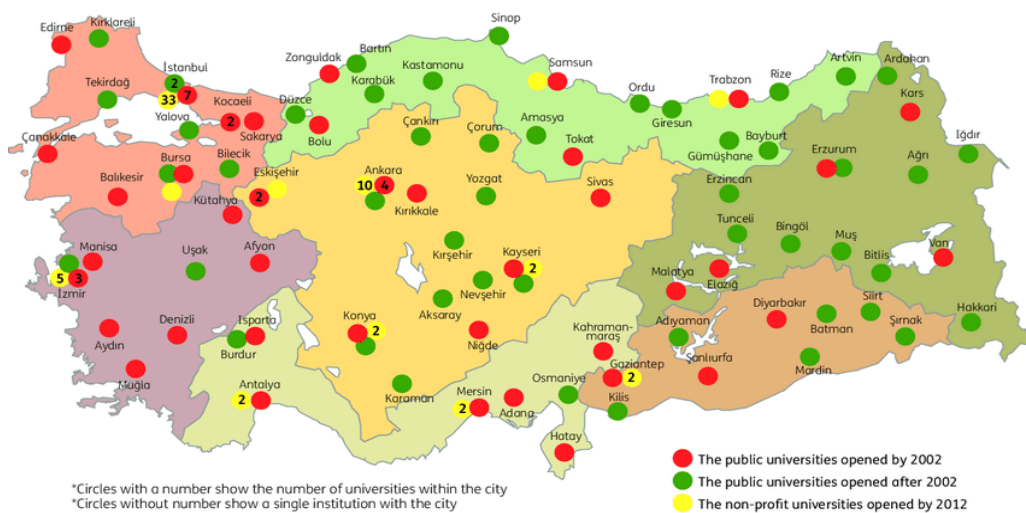 Sinop
Edirne
Kırklareli
Zonguldak
Bartın
Samsun
Artvin
Ardahan
İstanbul
2
Tekirdağ
7
33
Kocaeli
2
Yalova
Sakarya
Düzce
Karabük
Kastamonu
Ordu
Trabzon
Rize
Kars
Giresun
Çanakkale
Bolu
Çankırı
Çorum
Amasya
Tokat
Gümüşhane
Bayburt
Iğdır
Bursa
Bilecik
Eskişehir
2
Ankara
10
4
Kırıkkale
Yozgat
Sivas
Erzurum
Ağrı
Erzincan
Balıkesir
Kütahya
Tunceli
Bingöl
Muş
Van
Manisa
Uşak
Afyon
Kırşehir
Kayseri
2
Bitlis
5
3
İzmir
Nevşehir
Aksaray
Malatya
Elazığ
Siirt
Hakkari
Diyarbakır
Batman
Şırnak
Aydın
Denizli
Isparta
Burdur
Konya
2
Niğde
Kahraman-
maraş
Adıyaman
Şanlıurfa
Mardin
Muğla
Antalya
2
Karaman
Mersin
2
Adana
Osmaniye
Gaziantep
2
Kilis
Hatay
The public universities opened by 2002
The public universities opened after 2002
The non-profit universities opened by 2012
*Circles with a number show the number of universities within the city
*Circles without number show a single institution with the city